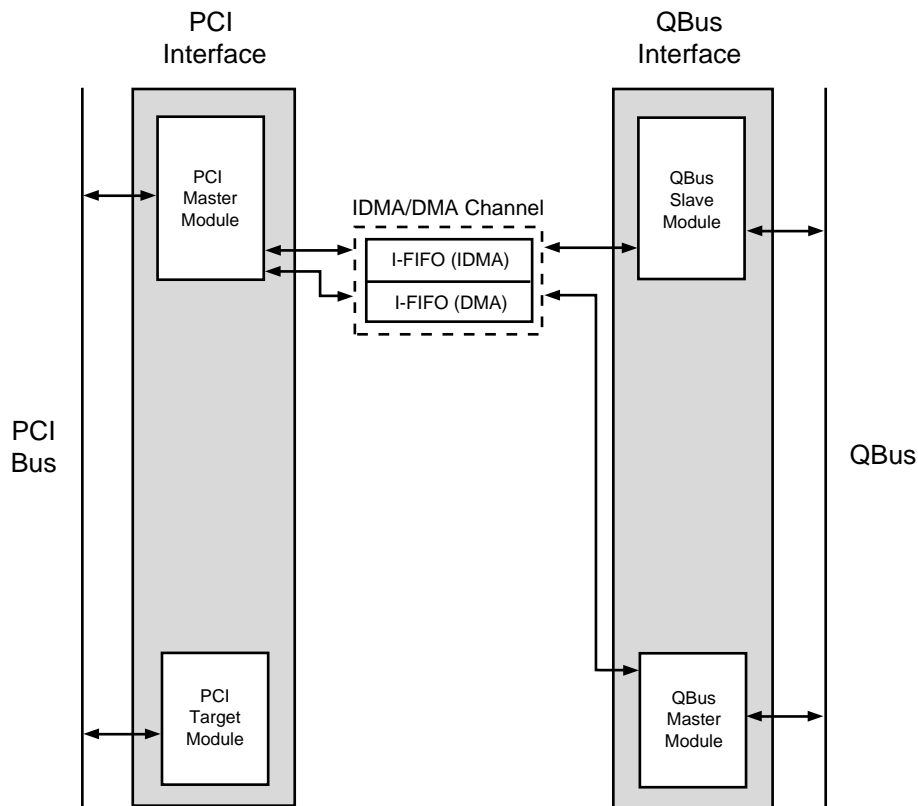 PCI
Interface
QBus
Interface
PCI
Master
Module
QBus
Slave
Module
IDMA/DMA Channel
I-FIFO (IDMA)
I-FIFO (DMA)
PCI
Bus
QBus
PCI
Target
Module
QBus
Master
Module